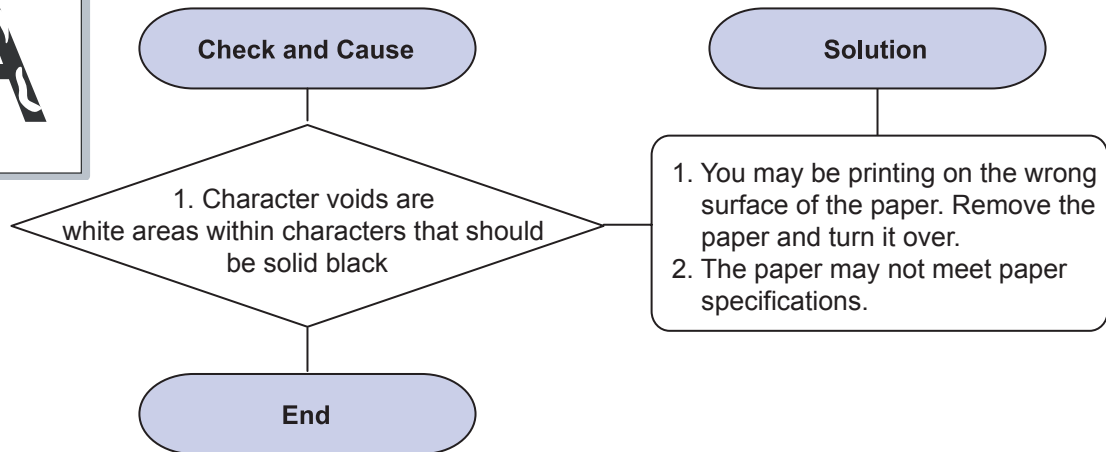 Check and Cause
Solution
1. Character voids are
white areas within characters that should
be solid black
1. You may be printing on the wrong
surface of the paper. Remove the
paper and turn it over.
2. The paper may not meet paper
specifications.
End